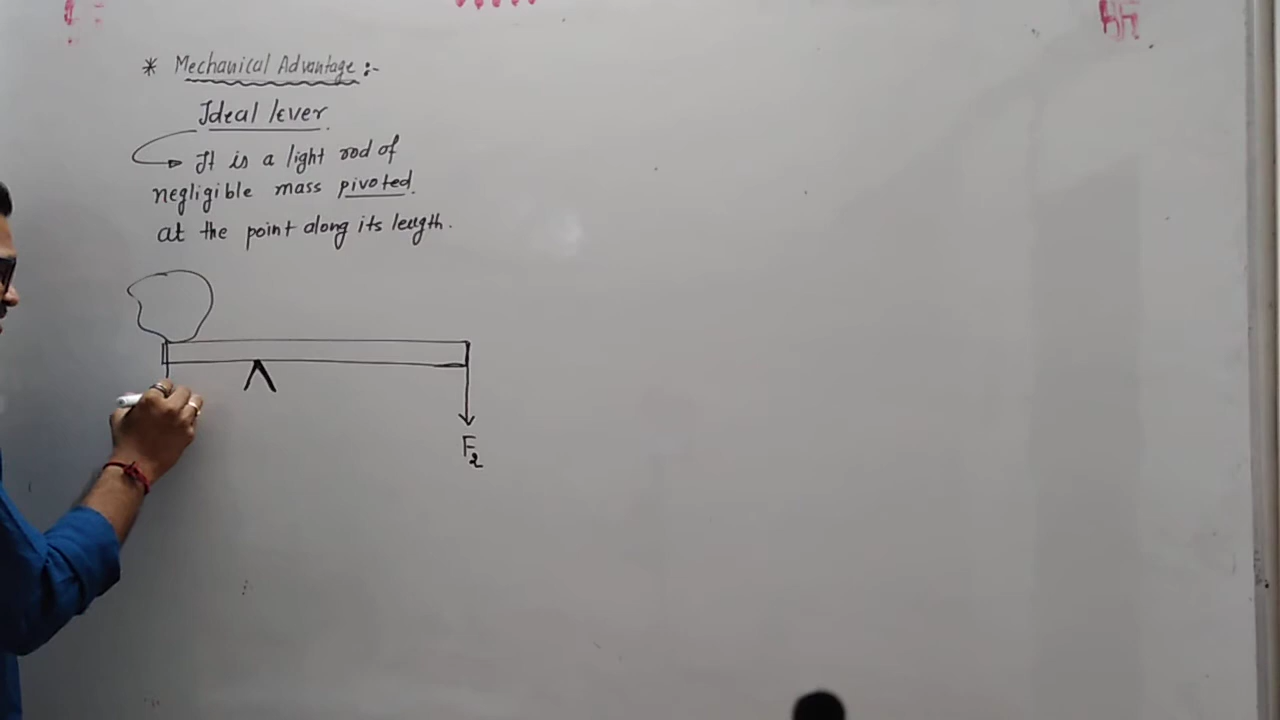 * Mechanical Advantage :-
Ideal lever
It is a light rod of
negligible mass pivoted
at the point along its length.
F2